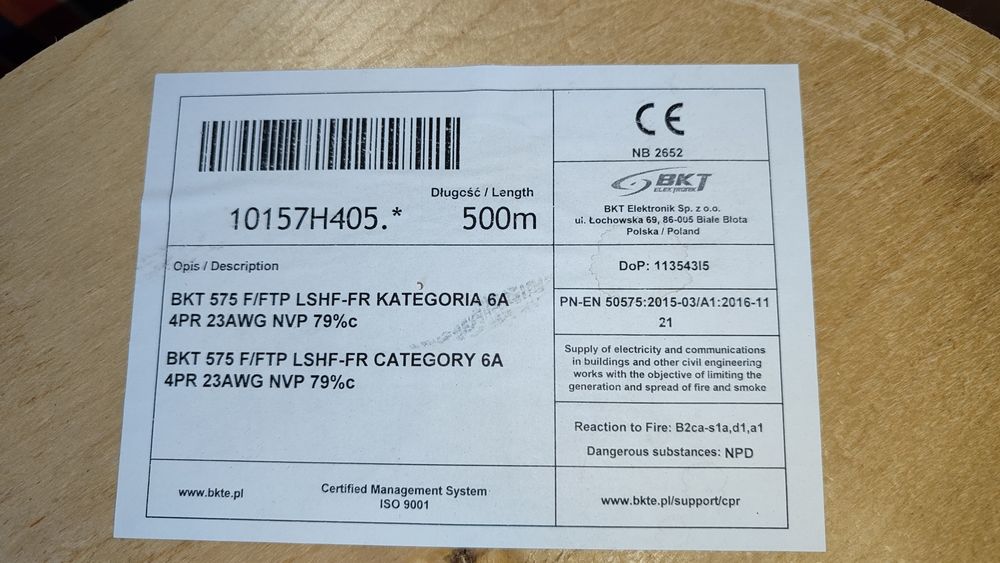 Długość / Length
10157H405.* 500m
Opis / Description
BKT 575 F/FTP LSHF-FR KATEGORIA 6A
4PR 23AWG NVP 79%c
BKT 575 F/FTP LSHF-FR CATEGORY 6A
4PR 23AWG NVP 79%c
www.bkte.pl
Certified Management System
ISO 9001
CE
NB 2652
BKT
ELEKTRONIK
BKT Elektronik Sp. z o.o.
ul. Łochowska 69, 86-005 Białe Błota
Polska / Poland
DoP: 113543I5
PN-EN 50575:2015-03/A1:2016-11
21
Supply of electricity and communications
in buildings and other civil engineering
works with the objective of limiting the
generation and spread of fire and smoke
Reaction to Fire: B2ca-s1a,d1,a1
Dangerous substances: NPD
www.bkte.pl/support/cpr